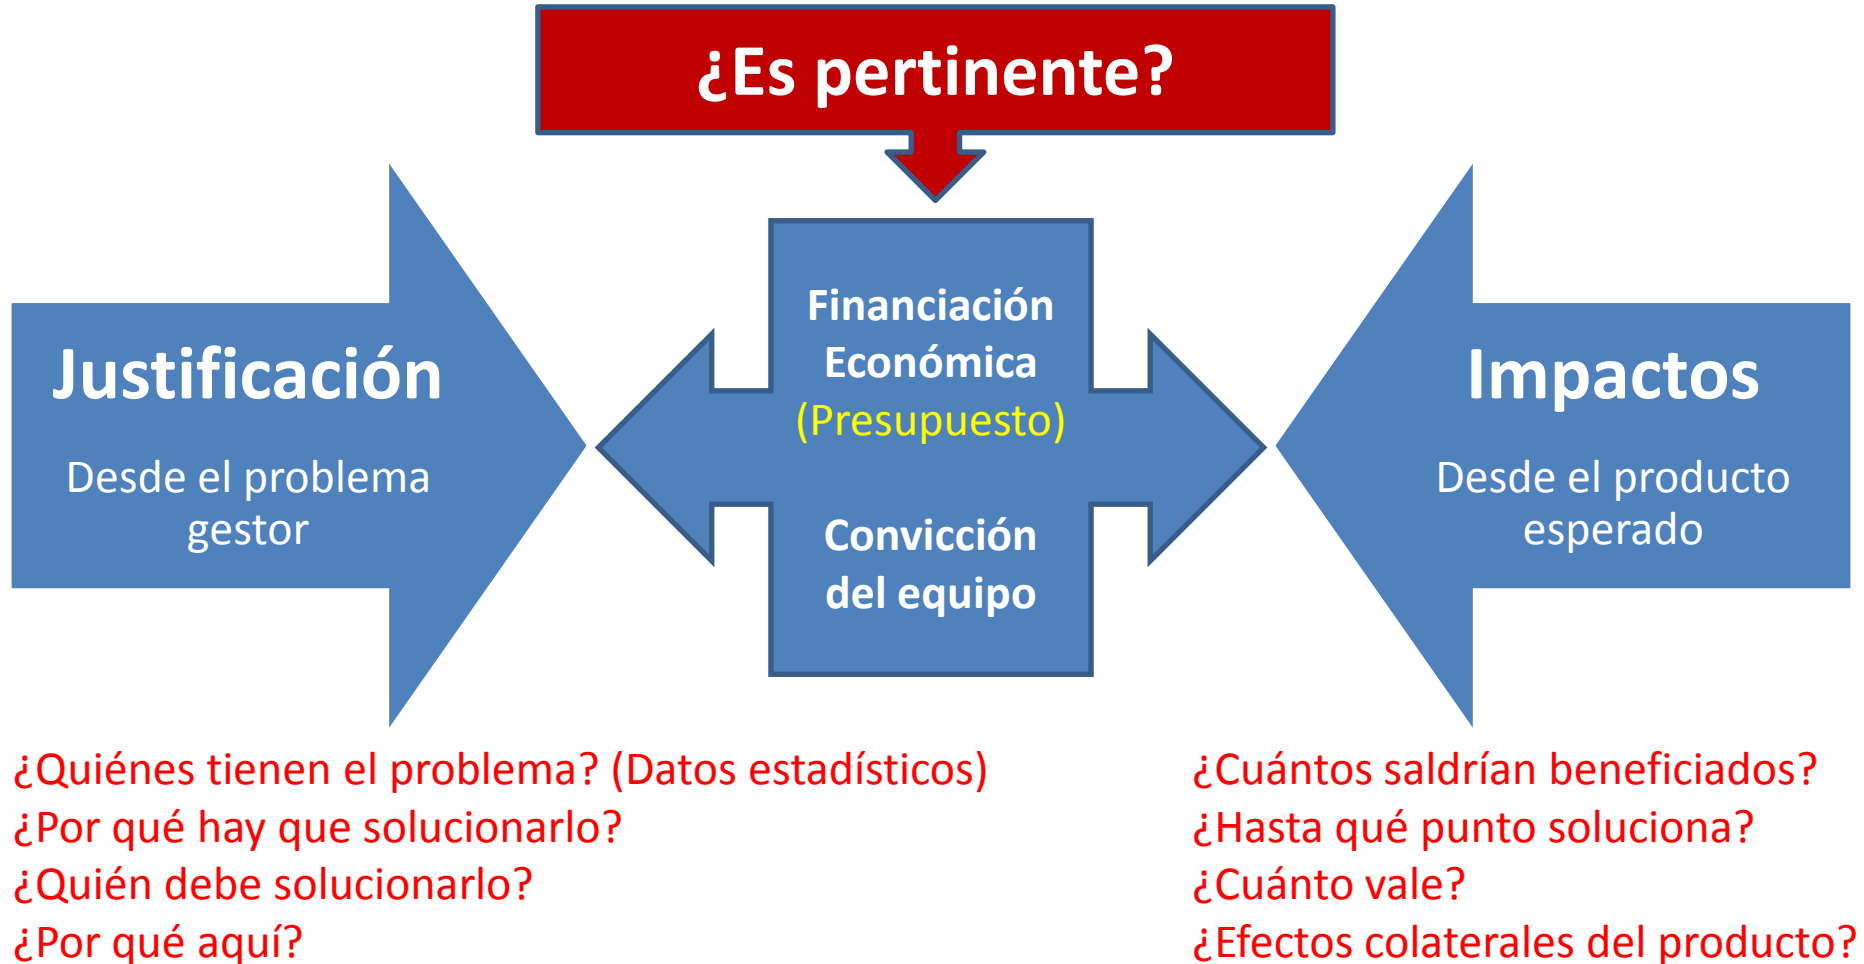 ¿Es pertinente?
Justificación
Desde el problema
gestor
Financiación
Económica
(Presupuesto)
Convicción
del equipo
Impactos
Desde el producto
esperado
¿Quiénes tienen el problema? (Datos estadísticos)
¿Por qué hay que solucionarlo?
¿Quién debe solucionarlo?
¿Por qué aquí?
¿Cuántos saldrían beneficiados?
¿Hasta qué punto soluciona?
¿Cuánto vale?
¿Efectos colaterales del producto?